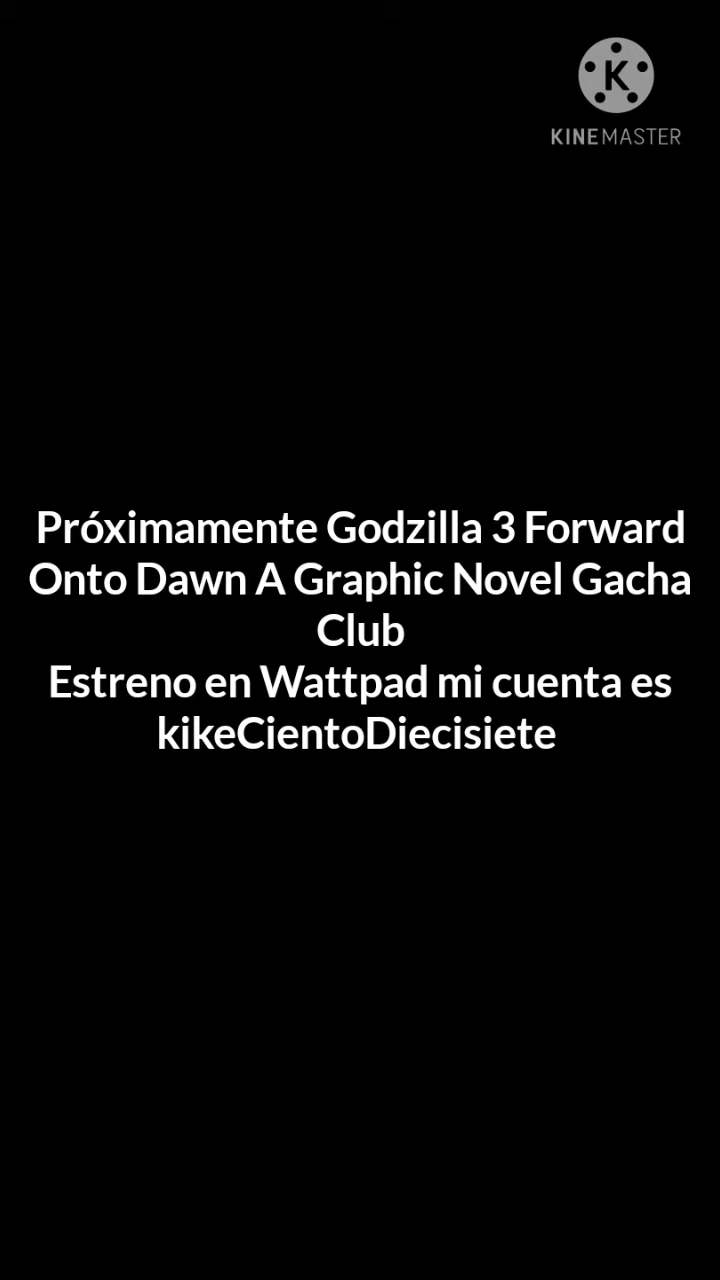 KINEMASTER
Próximamente Godzilla 3 Forward
Onto Dawn A Graphic Novel Gacha
Club
Estreno en Wattpad mi cuenta es
kikeCientoDiecisiete